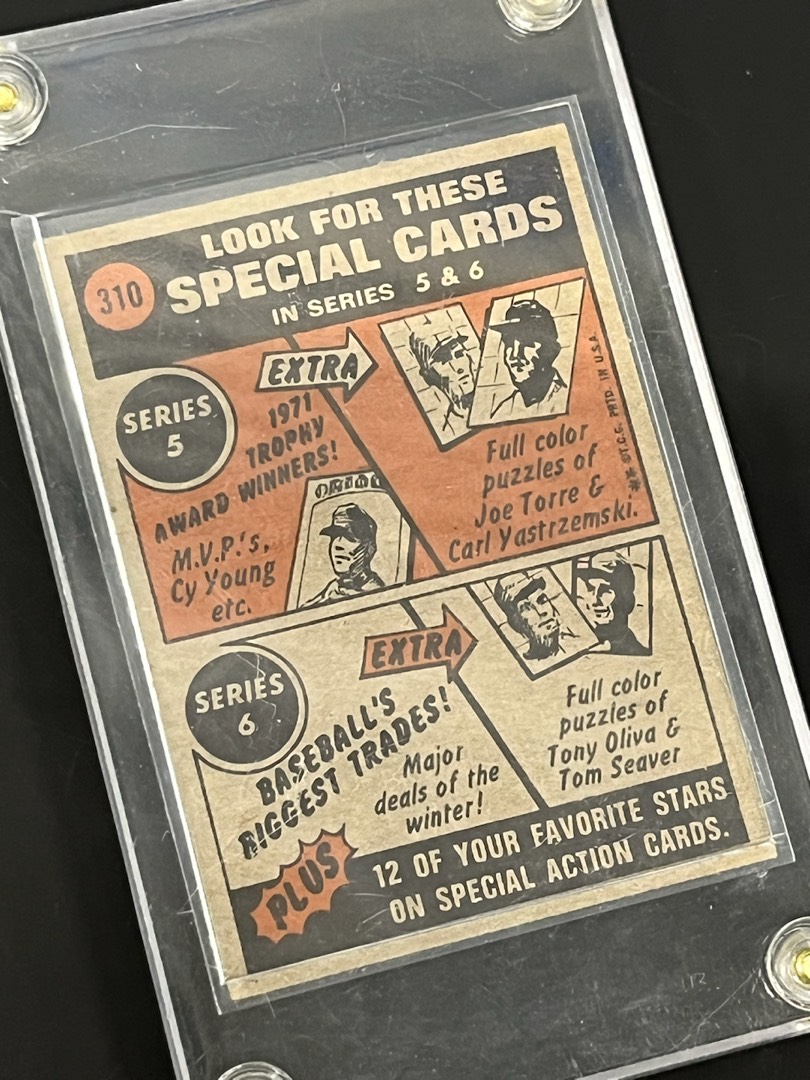 310
LOOK FOR THESE
SPECIAL CARDS
IN SERIES 5 & 6
SERIES
5
EXTRA
1971
TROPHY
AWARD WINNERS!
M.V.P.'s,
Cy Young
etc.
Full color
puzzles of
Joe Torre &
Carl Yastrzemski.
©T.C.G. PRTD. IN U.S.A.
SERIES
6
EXTRA
BASEBALL'S
BIGGEST TRADES!
Major
deals of the
winter!
Full color
puzzles of
Tony Oliva &
Tom Seaver
PLUS
12 OF YOUR FAVORITE STARS
ON SPECIAL ACTION CARDS.